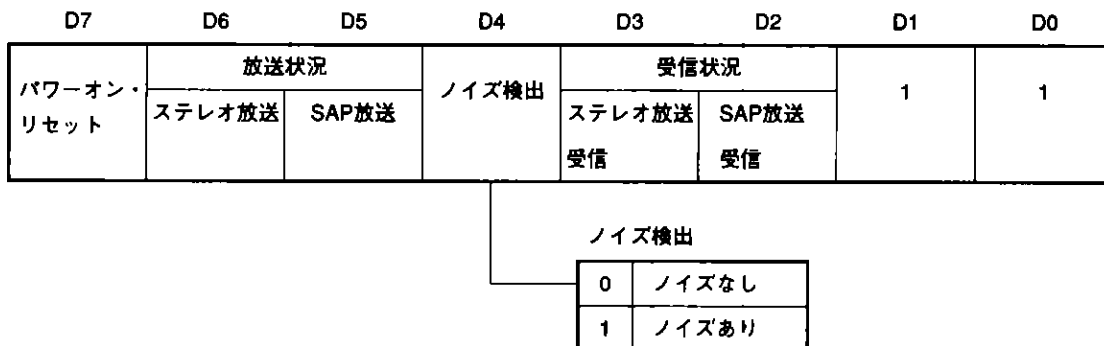 D7 D6 D5 D4 D3 D2 D1 D0
パワーオン・
リセット
放送状況
ステレオ放送 SAP放送
ノイズ検出
受信状況
ステレオ放送
受信
SAP放送
受信
1 1
ノイズ検出
0 ノイズなし
1 ノイズあり